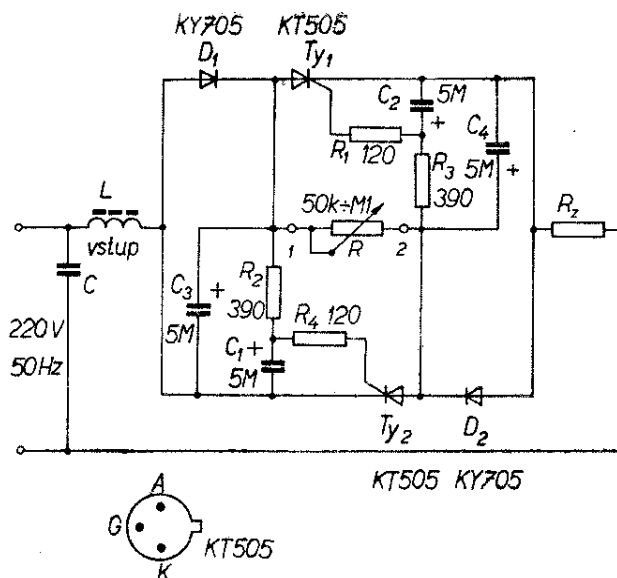 KY705 KT505
D1 Ty1
C2 5M
C4
R1 120
R3
5M
390
L
50k÷M1
Rz
vstup
1 R 2
C
C3
R2
390
R4 120
5M
C1
5M
220V
50Hz
Ty2 D2
KT505 KY705
A
G
KT505
K